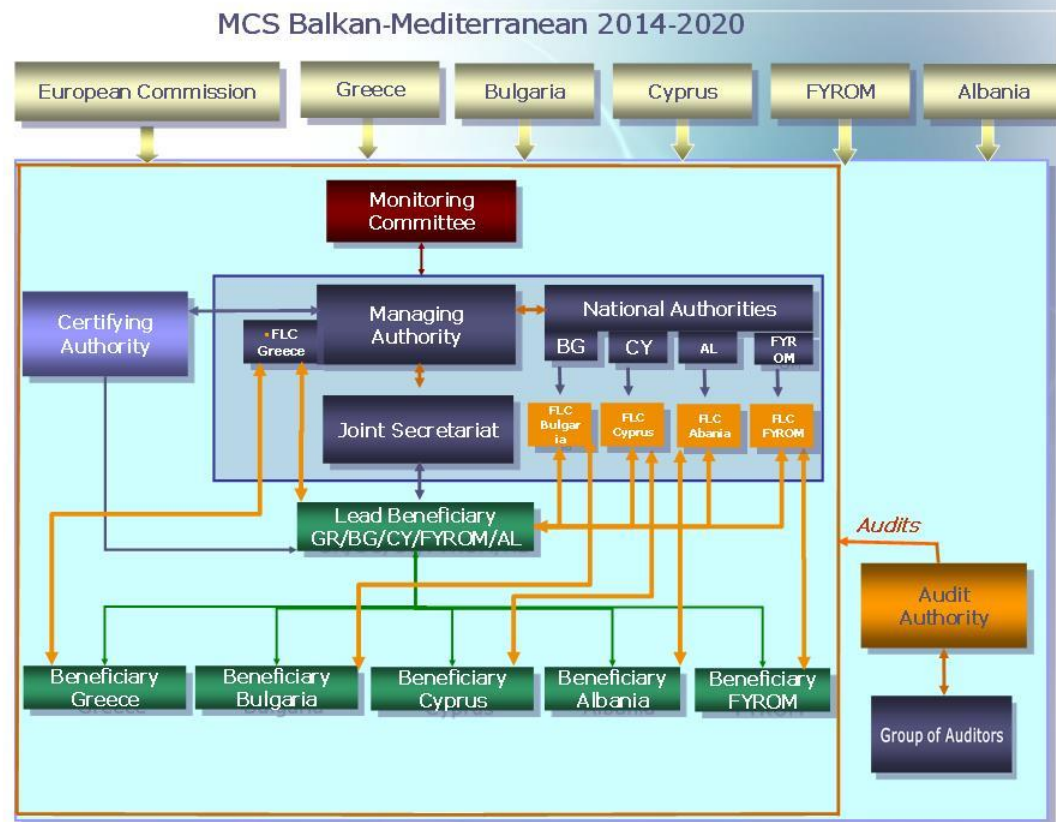 MCS Balkan-Mediterranean 2014-2020
European Commission
Greece
Bulgaria
Cyprus
FYROM
Albania
Monitoring
Committee
Certifying
Authority
•FLC
Greece
Managing
Authority
National Authorities
BG
CY
AL
FYR
OM
Joint Secretariat
FLC
Bulgar
ia
FLC
Cyprus
FLC
Abania
FLC
FYROM
Lead Beneficiary
GR/BG/CY/FYROM/AL
Audits
Audit
Authority
Beneficiary
Greece
Beneficiary
Bulgaria
Beneficiary
Cyprus
Beneficiary
Albania
Beneficiary
FYROM
Group of Auditors